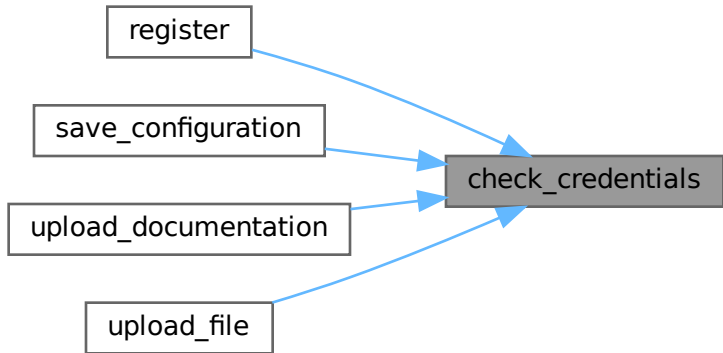 register
save_configuration
check_credentials
upload_documentation
upload_file